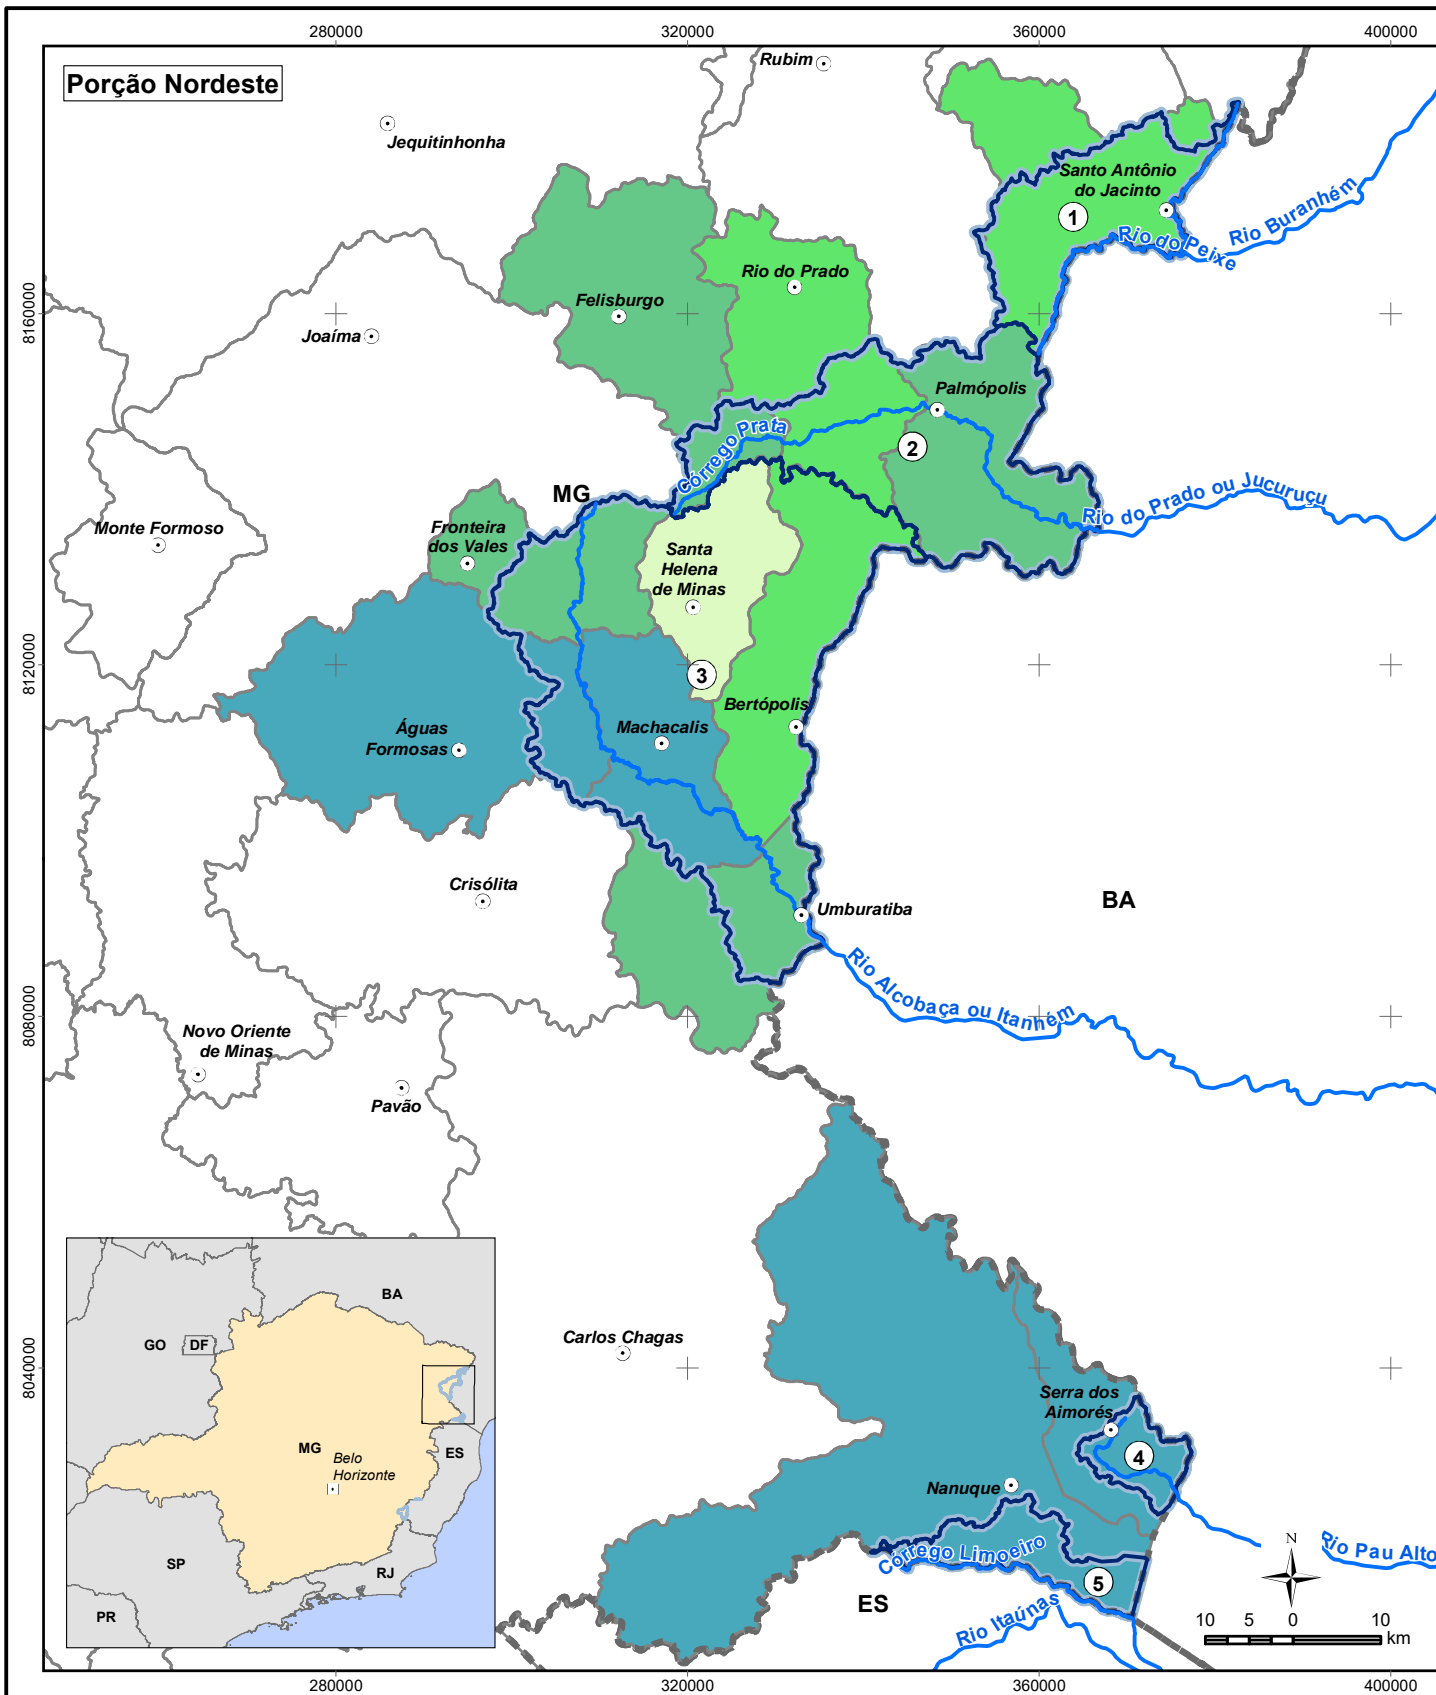 280000
320000
360000
400000
Porção Nordeste
Rubim
Jequitinhonha
Santo Antônio
do Jacinto
1
Rio Buranhém
Rio do Peixe
Rio do Prado
Felisburgo
8160000
Joaíma
Palmópolis
Córrego Prata
2
MG
Rio do Prado ou Jucuruçu
Monte Formoso
Fronteira
dos Vales
Santa
Helena
de Minas
8120000
3
Bertópolis
Águas
Formosas
Machacalis
Crisólita
BA
Umburatiba
Rio Alcobaça ou Itanhém
8080000
Novo Oriente
de Minas
Pavão
BA
GO
DF
MG
Belo
Horizonte
ES
SP
RJ
PR
8040000
Carlos Chagas
Serra dos
Aimorés
4
Nanuque
Córrego Limoeiro
5
ES
Rio Itaúnas
Rio Pau Alto
N
10
5
0
10
km
280000
320000
360000
400000